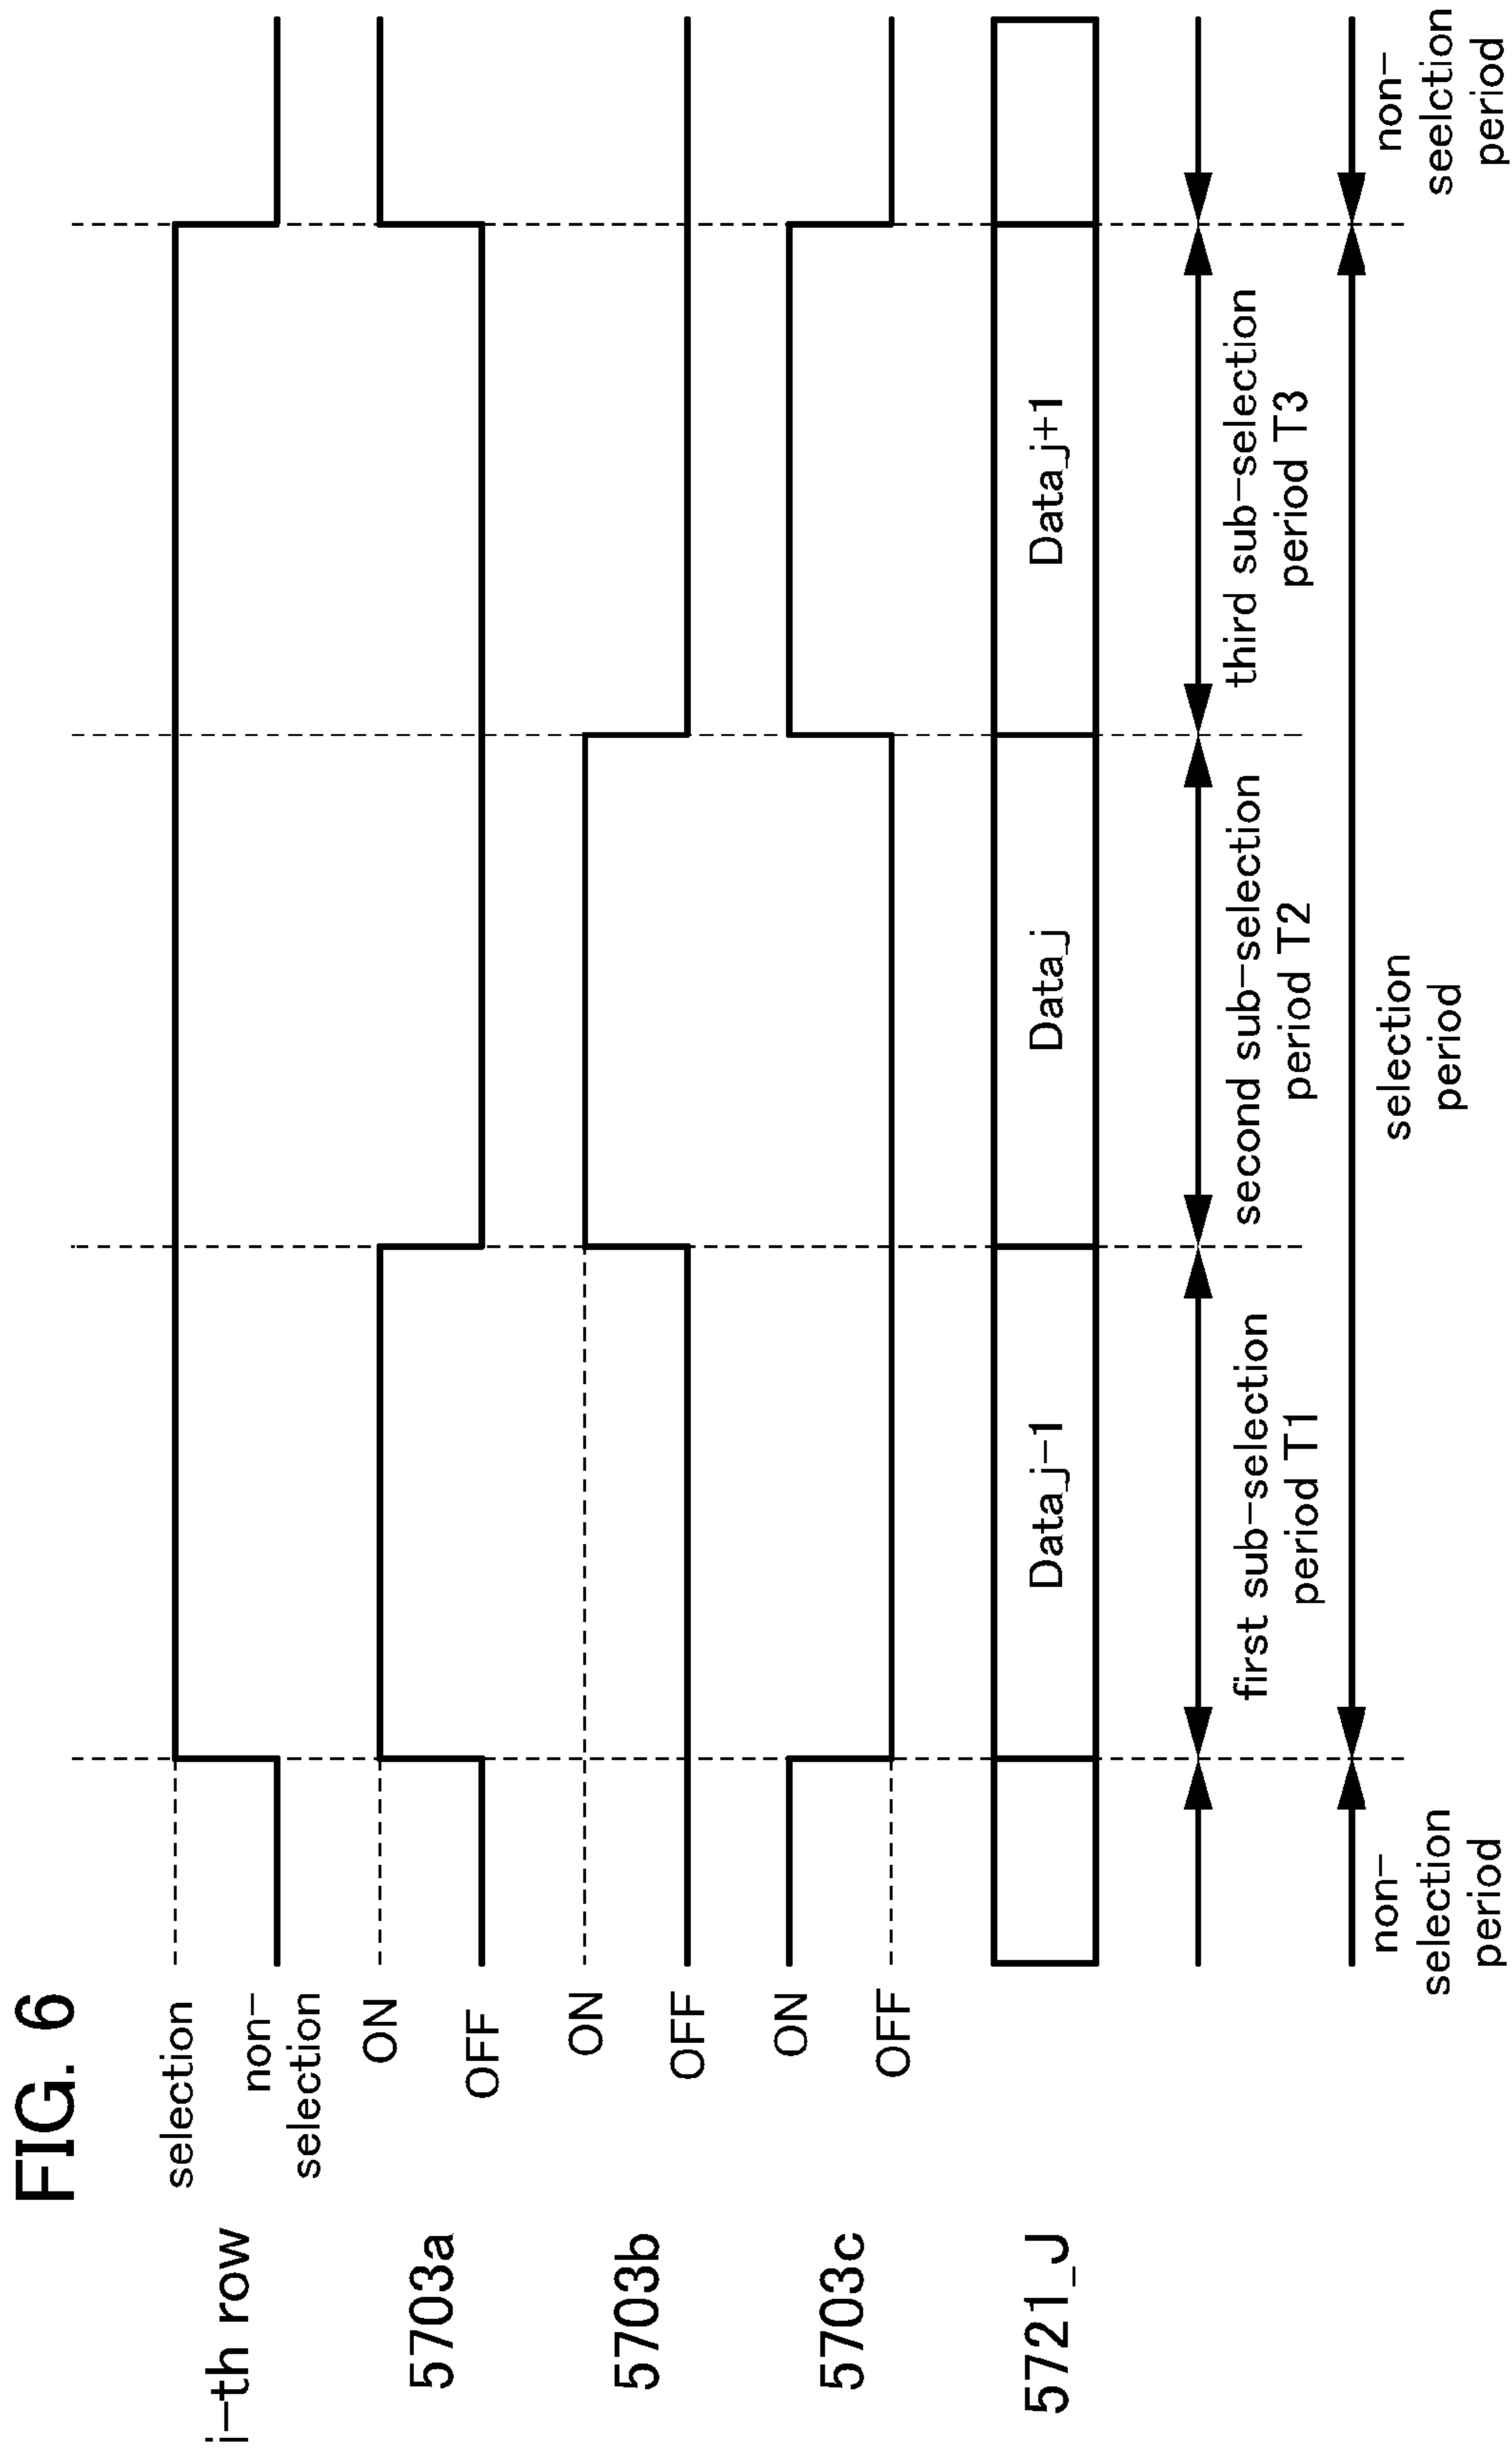 FIG. 6
i-th row
selection
non-
selection
5703a
ON
OFF
5703b
ON
OFF
5703c
ON
OFF
5721_J
Data_j-1
Data_j
Data_j+1
first sub-selection
period T1
second sub-selection
period T2
third sub-selection
period T3
non-
selection
period
selection
period
non-
seelction
period